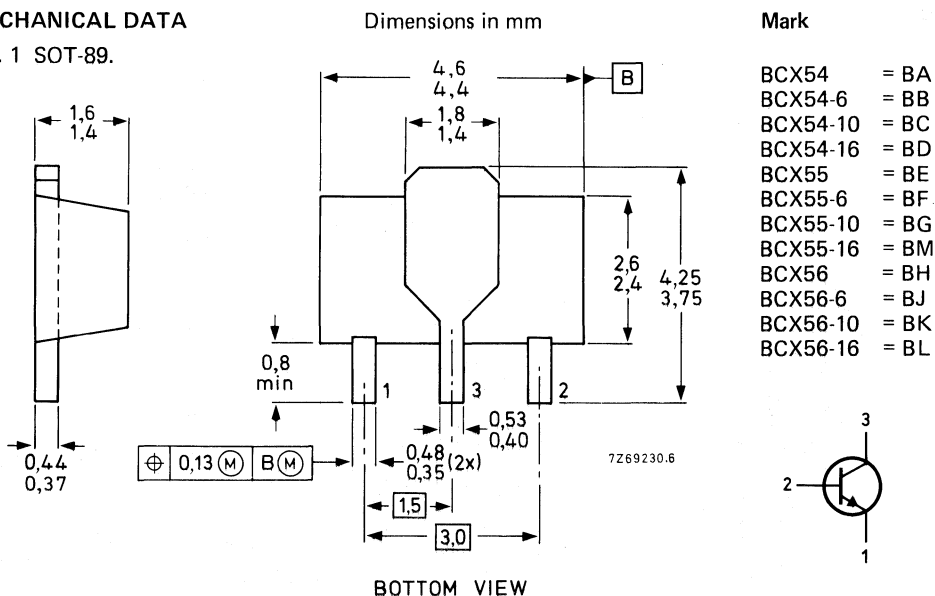 CHANICAL DATA
Dimensions in mm
. 1 SOT-89.
1,6
1,4
4,6
4,4
B
1,8
1,4
2,6
2,4
4,25
3,75
0,8
min
1
3
2
0,53
0,40
0,48
0,35
(2x)
0,44
0,37
0,13 M B M
1,5
3,0
7Z69230.6
BOTTOM VIEW
Mark
BCX54 = BA
BCX54-6 = BB
BCX54-10 = BC
BCX54-16 = BD
BCX55 = BE
BCX55-6 = BF
BCX55-10 = BG
BCX55-16 = BM
BCX56 = BH
BCX56-6 = BJ
BCX56-10 = BK
BCX56-16 = BL
3
2
1